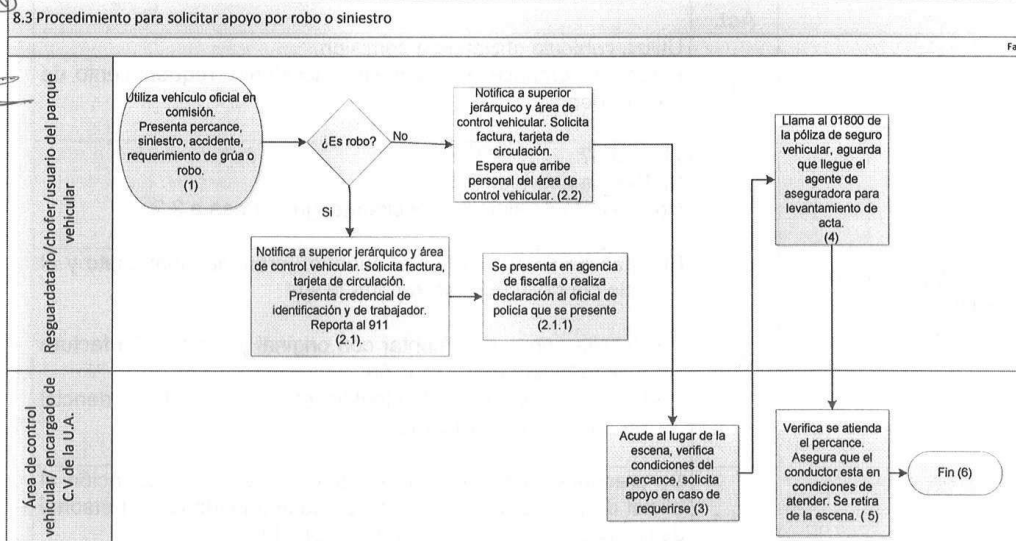 8.3 Procedimiento para solicitar apoyo por robo o siniestro
Fa
Resguardatario/chofer/usuario del parque
vehicular
Utiliza vehículo oficial en
comisión.
Presenta percance,
siniestro, accidente,
requerimiento de grúa o
robo.
(1)
¿Es robo?
No
Si
Notifica a superior
jerárquico y área de
control vehicular. Solicita
factura, tarjeta de
circulación.
Espera que arribe
personal del área de
control vehicular. (2.2)
Notifica a superior jerárquico y área
de control vehicular. Solicita factura,
tarjeta de circulación.
Presenta credencial de
identificación y de trabajador.
Reporta al 911
(2.1).
Se presenta en agencia
de fiscalía o realiza
declaración al oficial de
policía que se presente
(2.1.1)
Llama al 01800 de
la póliza de seguro
vehicular, aguarda
que llegue el
agente de
aseguradora para
levantamiento de
acta.
(4)
Área de control
vehicular/ encargado de
C.V de la U.A.
Acude al lugar de la
escena, verifica
condiciones del
percance, solicita
apoyo en caso de
requerirse (3)
Verifica se atienda
el percance.
Asegura que el
conductor esta en
condiciones de
atender. Se retira
de la escena. ( 5)
Fin (6)